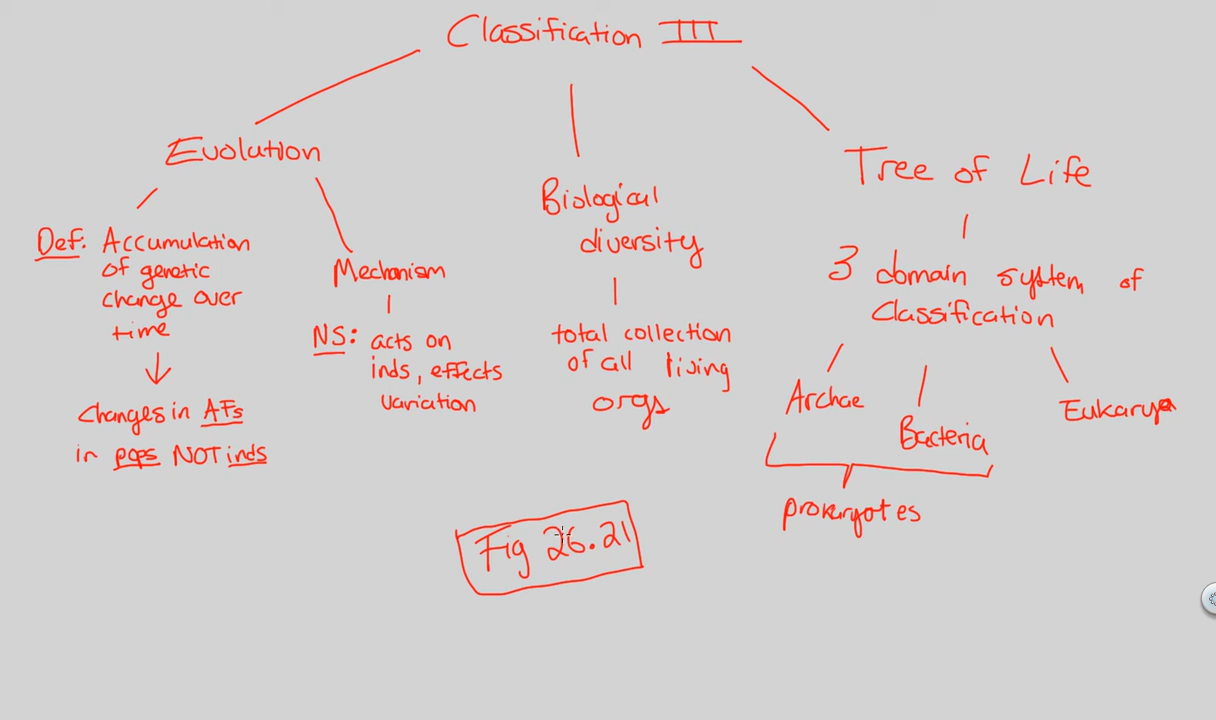 Classification III
Evolution
Def: Accumulation
of genetic
change over
time
changes in AFs
in pops NOT inds
Mechanism
NS: acts on
inds, effects
variation
Biological
diversity
total collection
of all living
orgs
Tree of Life
3 domain system of
Classification
Archae
Bacteria
Eukarya
prokaryotes
Fig 26.21